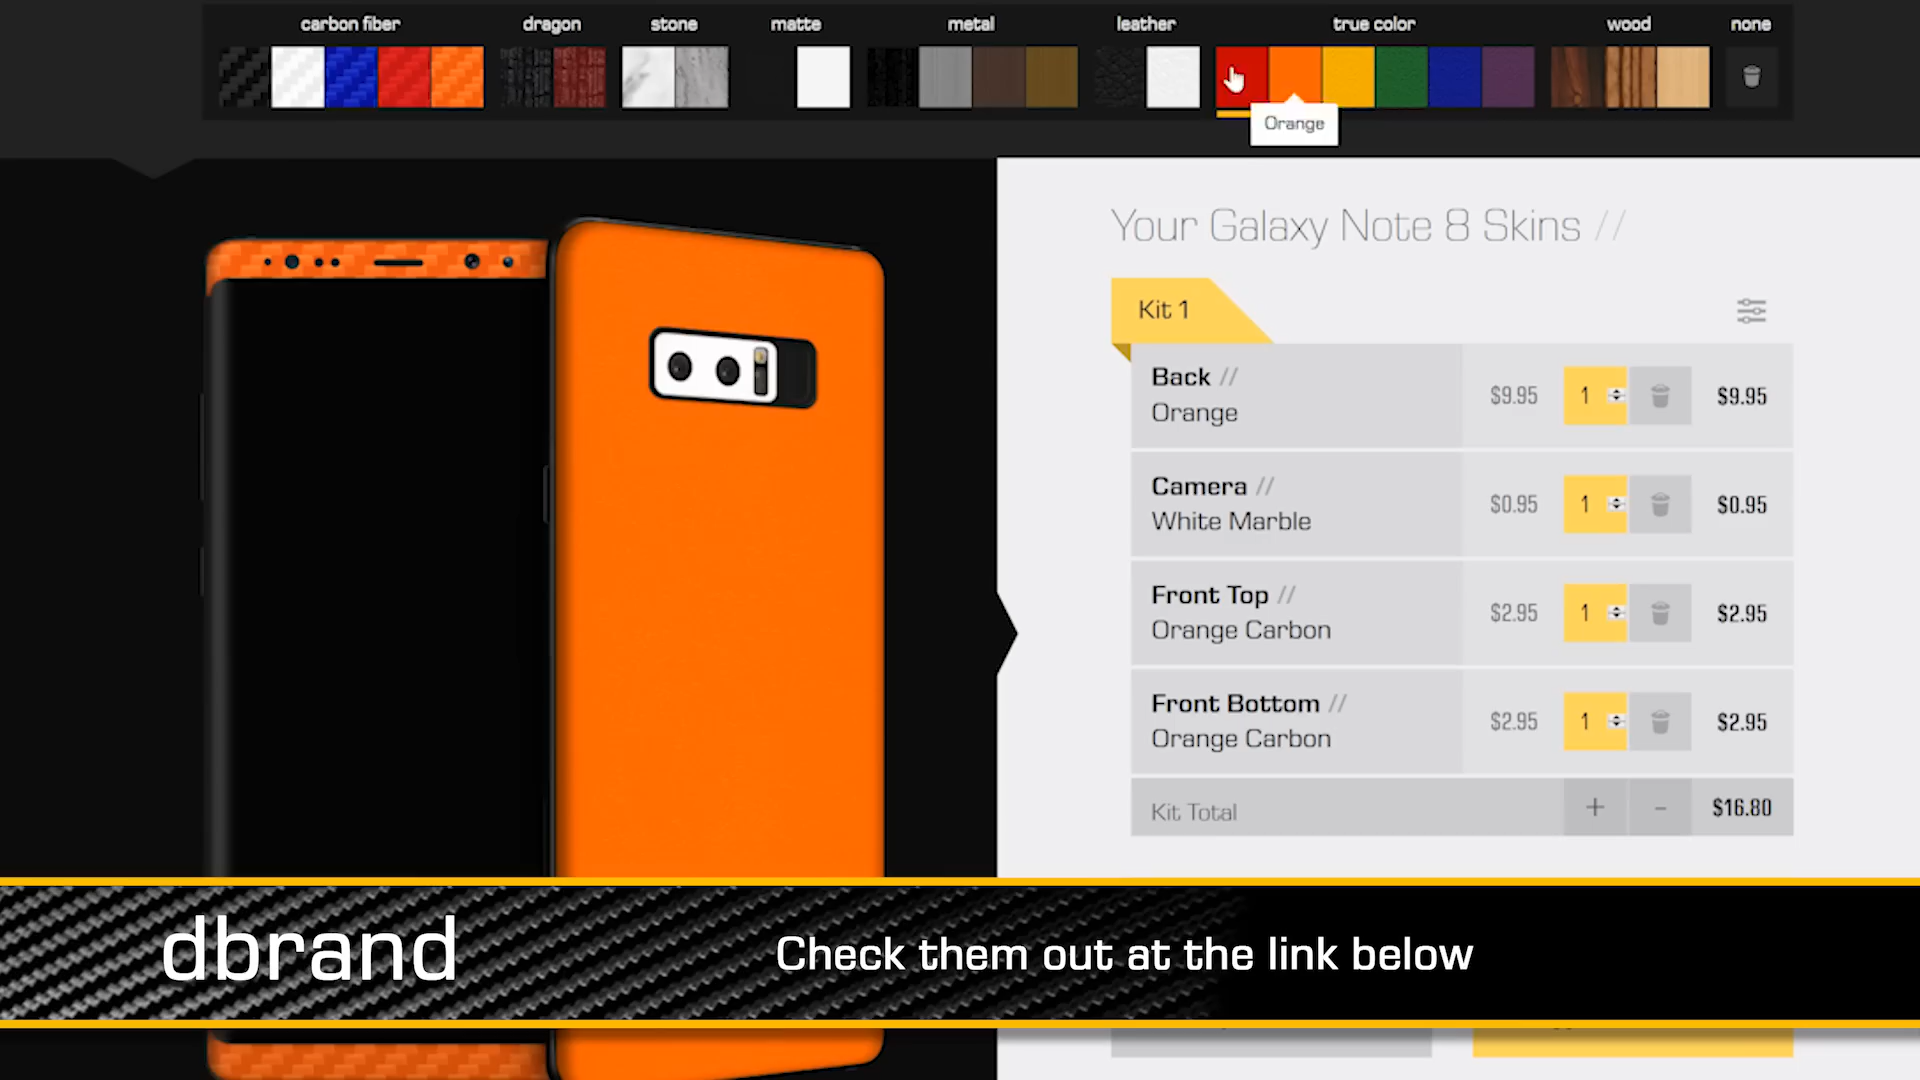 carbon fiber dragon stone matte metal leather true color wood none
Orange
Your Galaxy Note 8 Skins //
Kit 1
Back //
Orange
$9.95 1 $9.95
Camera //
White Marble
$0.95 1 $0.95
Front Top //
Orange Carbon
$2.95 1 $2.95
Front Bottom //
Orange Carbon
$2.95 1 $2.95
Kit Total + - $16.80
dbrand
Check them out at the link below